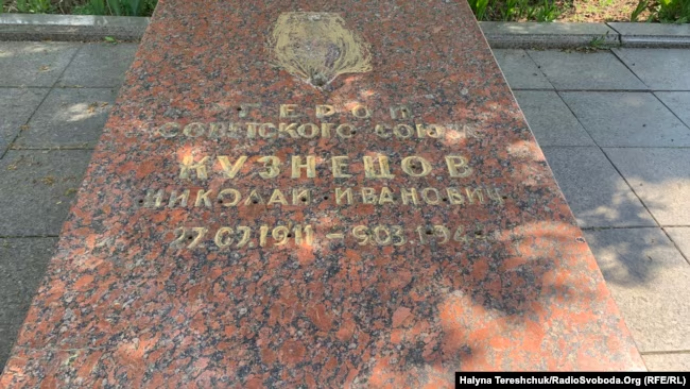 ГЕРОЙ
СОВЕТСКОГО СОЮЗА
КУЗНЕЦОВ
НИКОЛАЙ ИВАНОВИЧ
27.07.1911 – 9.03.1944
Halyna Tereshchuk/RadioSvoboda.Org (RFE/RL)